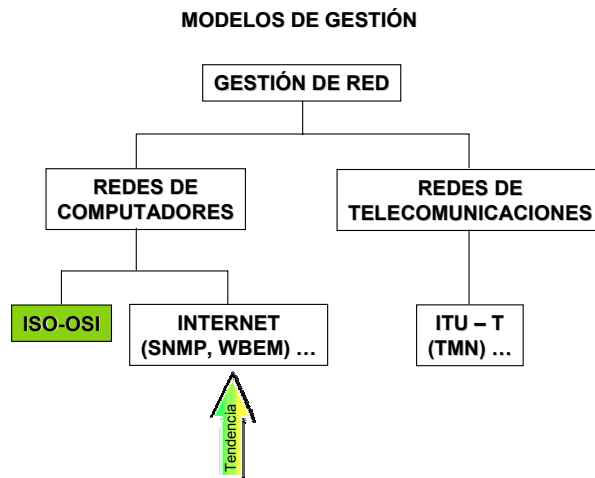 MODELOS DE GESTIÓN
GESTIÓN DE RED
REDES DE
COMPUTADORES
REDES DE
TELECOMUNICACIONES
ISO-OSI
INTERNET
(SNMP, WBEM) …
ITU – T
(TMN) …
Tendencia